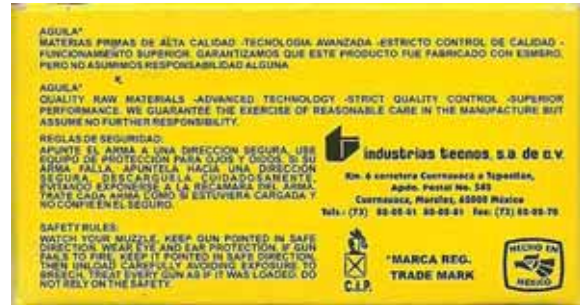 AGUILA*
MATERIAS PRIMAS DE ALTA CALIDAD -TECNOLOGIA AVANZADA -ESTRICTO CONTROL DE CALIDAD -
FUNCIONAMIENTO SUPERIOR. GARANTIZAMOS QUE ESTE PRODUCTO FUE FABRICADO CON ESMERO,
PERO NO ASUMIMOS RESPONSABILIDAD ALGUNA
AGUILA*
QUALITY RAW MATERIALS -ADVANCED TECHNOLOGY -STRICT QUALITY CONTROL -SUPERIOR
PERFORMANCE. WE GUARANTEE THE EXERCISE OF REASONABLE CARE IN THE MANUFACTURE BUT
ASSUME NO FURTHER RESPONSIBILITY.
REGLAS DE SEGURIDAD:
APUNTE EL ARMA A UNA DIRECCION SEGURA, USE
EQUIPO DE PROTECCION PARA OJOS Y OIDOS. SI SU
ARMA FALLA, APUNTELA HACIA UNA DIRECCION
SEGURA, DESCARGUELA CUIDADOSAMENTE,
EVITANDO EXPONERSE A LA RECAMARA DEL ARMA.
TRATE CADA ARMA COMO SI ESTUVIERA CARGADA Y
NO CONFIE EN EL SEGURO.
SAFETY RULES:
WATCH YOUR MUZZLE, KEEP GUN POINTED IN SAFE
DIRECTION. WEAR EYE AND EAR PROTECTION. IF GUN
FAILS TO FIRE, KEEP IT POINTED IN SAFE DIRECTION,
THEN UNLOAD CAREFULLY AVOIDING EXPOSURE TO
BREECH, TREAT EVERY GUN AS IF IT WAS LOADED. DO
NOT RELY ON THE SAFETY.
industrias tecnos, s.a. de c.v.
Km. 6 carretera Cuernavaca a Tepoztlan,
Apdo. Postal No. 545
Cuernavaca, Morelos, 62000 México
Tels.: (73) Fax: (73)
C.I.P.
*MARCA REG.
TRADE MARK
HECHO EN
MEXICO